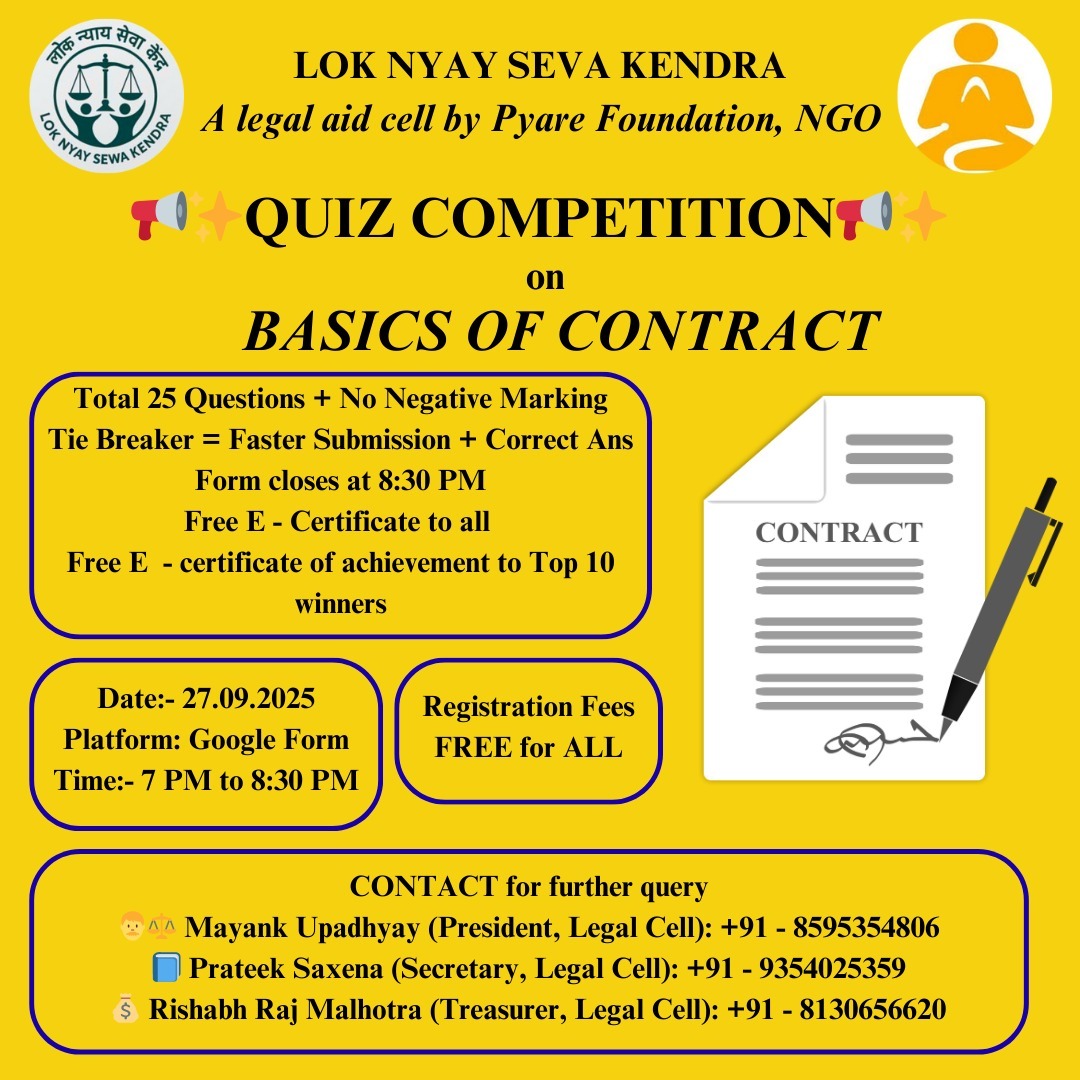 लोक न्याय सेवा केंद्र
LOK NYAY SEWA KENDRA
LOK NYAY SEVA KENDRA
A legal aid cell by Pyare Foundation, NGO
QUIZ COMPETITION
on
BASICS OF CONTRACT
Total 25 Questions + No Negative Marking
Tie Breaker = Faster Submission + Correct Ans
Form closes at 8:30 PM
Free E - Certificate to all
Free E - certificate of achievement to Top 10
winners
CONTRACT
Date:- 27.09.2025
Platform: Google Form
Time:- 7 PM to 8:30 PM
Registration Fees
FREE for ALL
CONTACT for further query
Mayank Upadhyay (President, Legal Cell): +91 - 8595354806
Prateek Saxena (Secretary, Legal Cell): +91 - 9354025359
Rishabh Raj Malhotra (Treasurer, Legal Cell): +91 - 8130656620